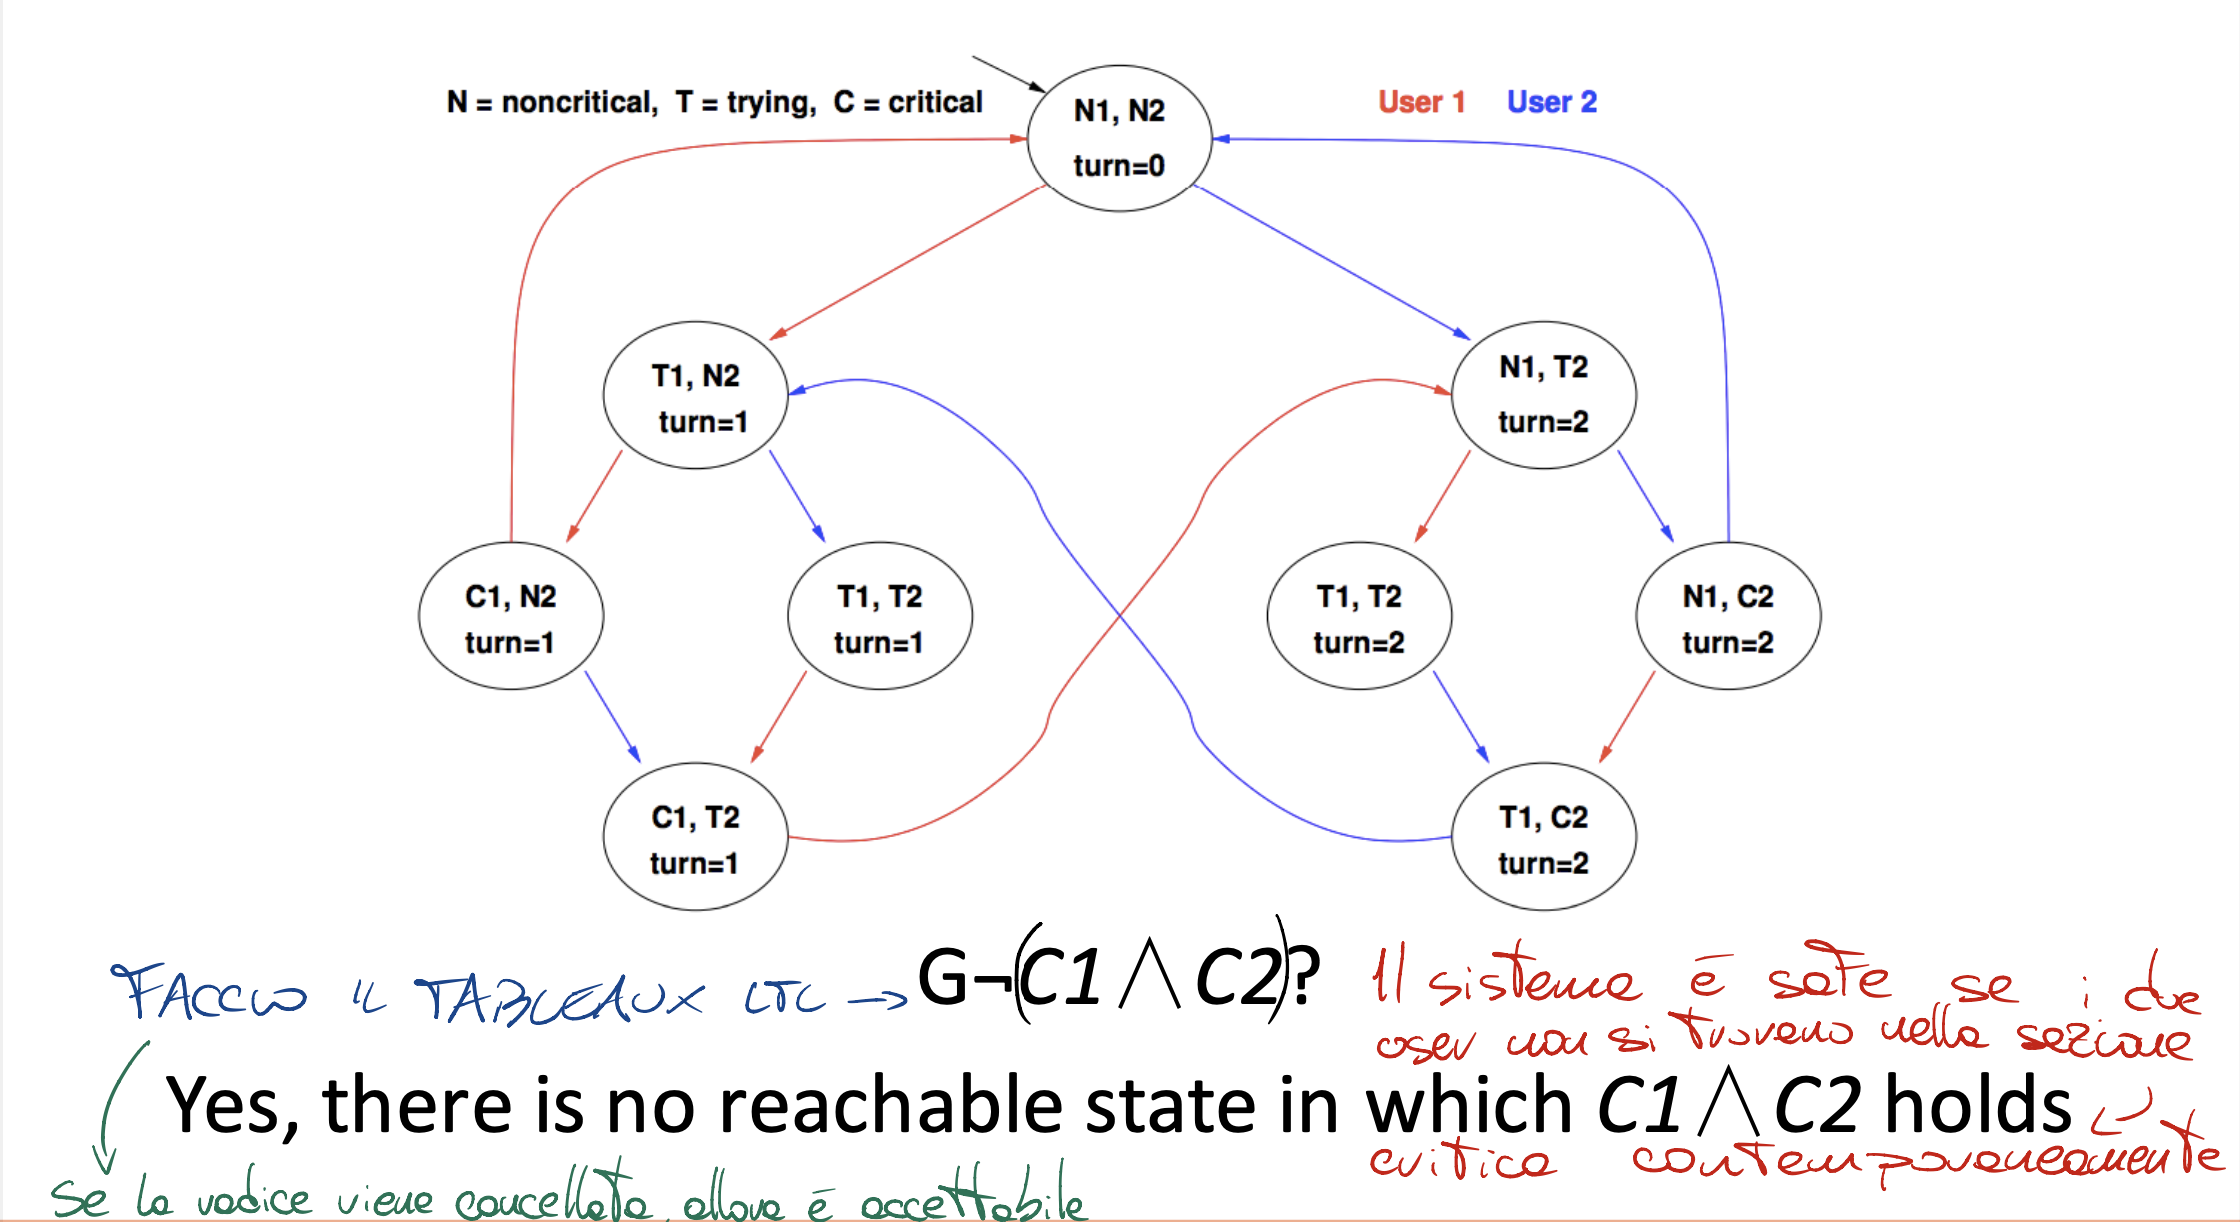 N = noncritical, T = trying, C = critical
User 1 User 2
N1, N2
turn=0
T1, N2
turn=1
N1, T2
turn=2
C1, N2
turn=1
T1, T2
turn=1
T1, T2
turn=2
N1, C2
turn=2
C1, T2
turn=1
T1, C2
turn=2
FACCIO IL TABLEAUX LTL → G¬(C1 ∧ C2)?
Il sistema è safe se i due
user non si trovano nella sezione
Yes, there is no reachable state in which C1 ∧ C2 holds
critica contemporaneamente
se la radice viene cancellata, allora è accettabile